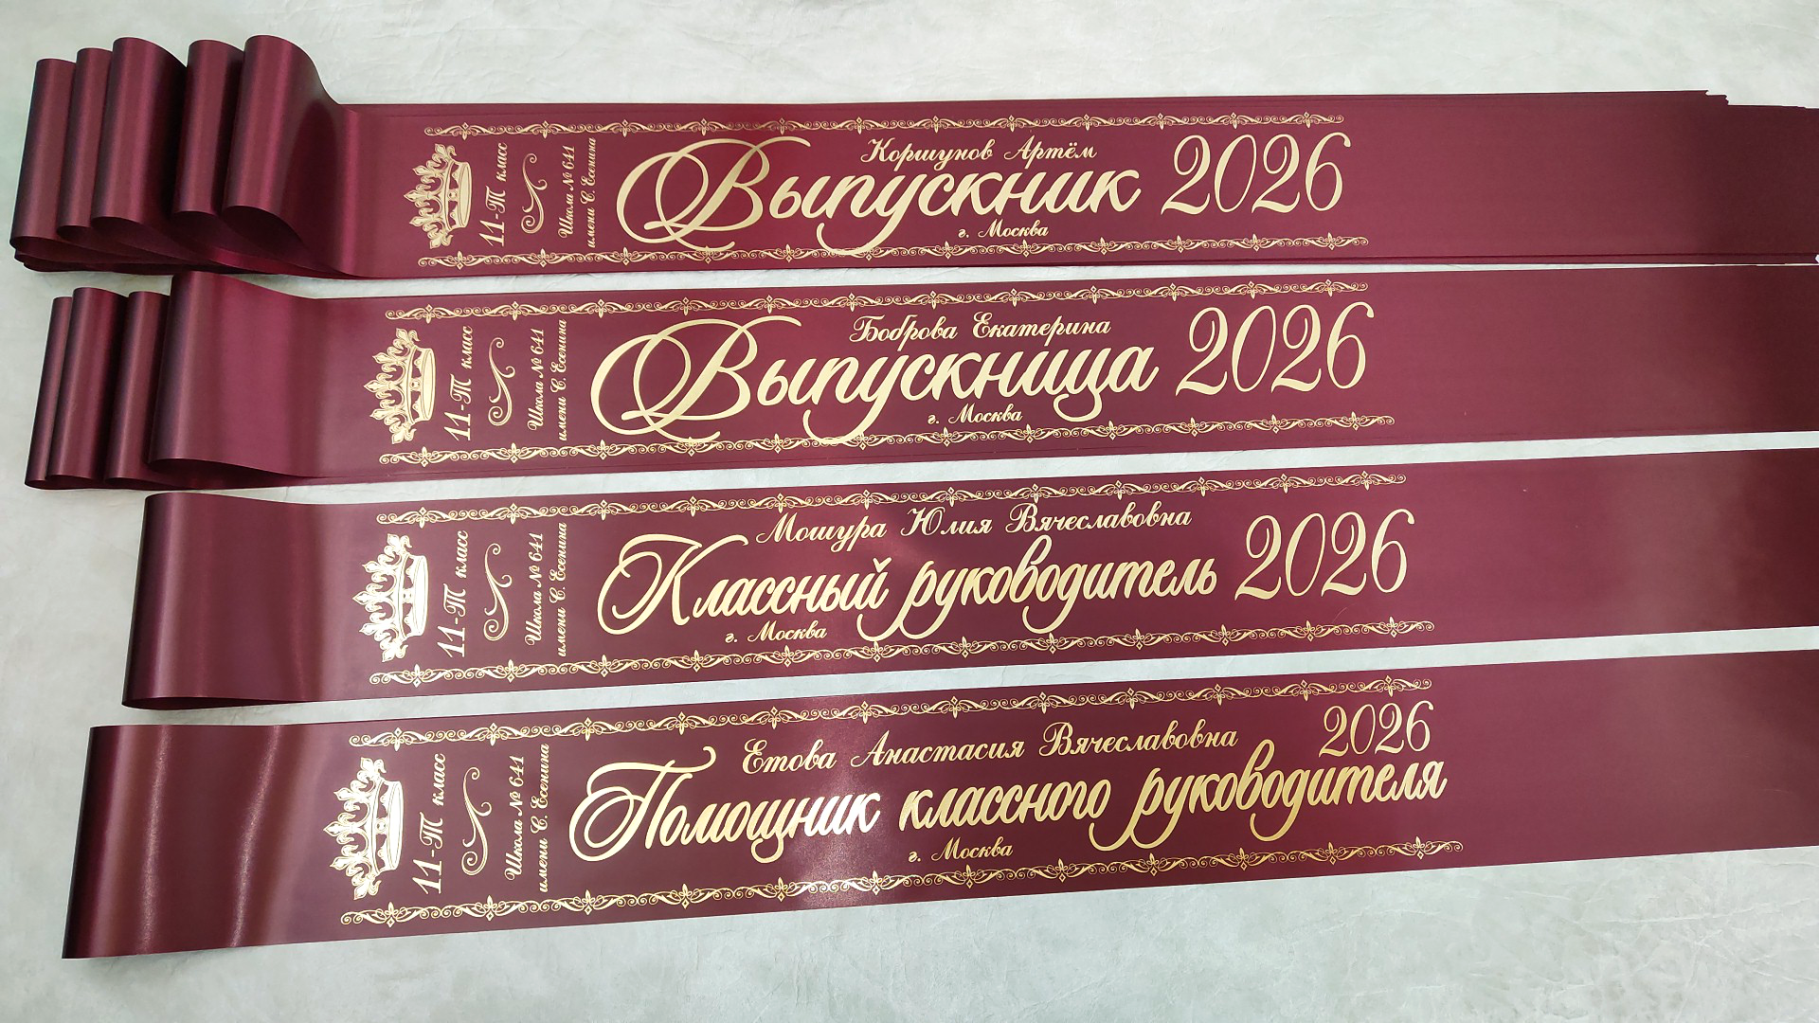 11-Т класс
Школа № 641
имени С. Есенина
Коршунов Артём
Выпускник 2026
г. Москва
11-Т класс
Школа № 641
имени С. Есенина
Боброва Екатерина
Выпускница 2026
г. Москва
11-Т класс
Школа № 641
имени С. Есенина
Мошура Юлия Вячеславовна
Классный руководитель 2026
г. Москва
11-Т класс
Школа № 641
имени С. Есенина
Етова Анастасия Вячеславовна 2026
Помощник классного руководителя
г. Москва